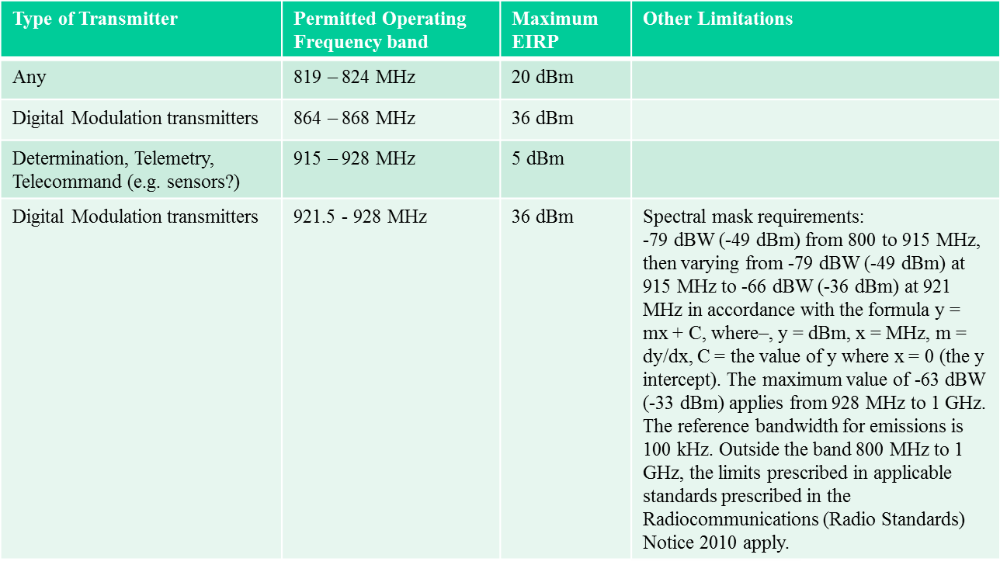 Type of Transmitter
Permitted Operating
Frequency band
Maximum
EIRP
Other Limitations
Any
819 – 824 MHz
20 dBm
Digital Modulation transmitters
864 – 868 MHz
36 dBm
Determination, Telemetry,
Telecommand (e.g. sensors?)
915 – 928 MHz
5 dBm
Digital Modulation transmitters
921.5 - 928 MHz
36 dBm
Spectral mask requirements:
-79 dBW (-49 dBm) from 800 to 915 MHz,
then varying from -79 dBW (-49 dBm) at
915 MHz to -66 dBW (-36 dBm) at 921
MHz in accordance with the formula y =
mx + C, where–, y = dBm, x = MHz, m =
dy/dx, C = the value of y where x = 0 (the y
intercept). The maximum value of -63 dBW
(-33 dBm) applies from 928 MHz to 1 GHz.
The reference bandwidth for emissions is
100 kHz. Outside the band 800 MHz to 1
GHz, the limits prescribed in applicable
standards prescribed in the
Radiocommunications (Radio Standards)
Notice 2010 apply.